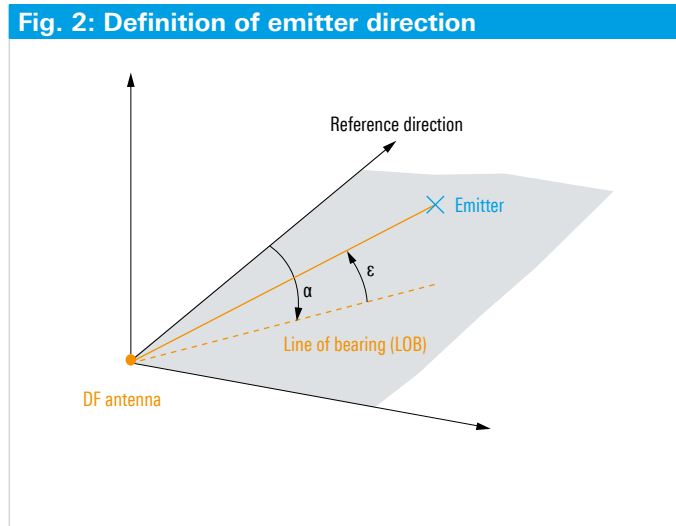 Fig. 2: Definition of emitter direction
Reference direction
Emitter
ε
α
Line of bearing (LOB)
DF antenna